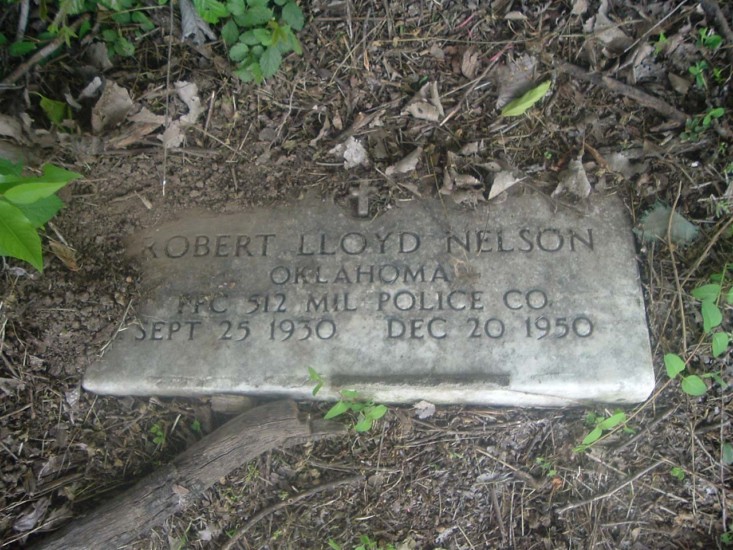 ROBERT LLOYD NELSON
OKLAHOMA
PFC 512 MIL POLICE CO
SEPT 25 1930 DEC 20 1950